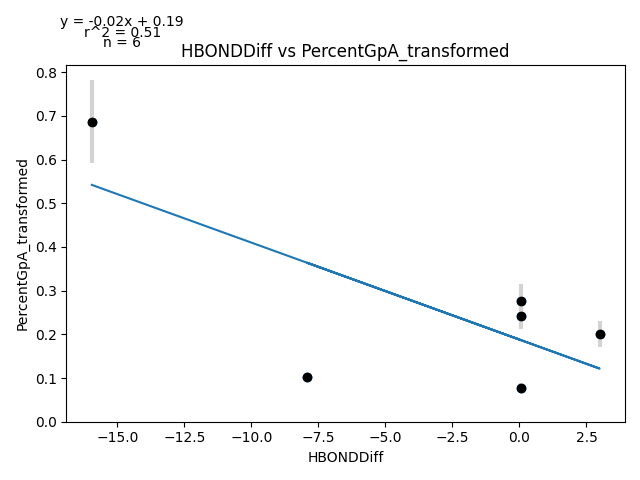 y = -0.02x + 0.19
r^2 = 0.51
n = 6
HBONDDiff vs PercentGpA_transformed
PercentGpA_transformed
0.8
0.7
0.6
0.5
0.4
0.3
0.2
0.1
0.0
−15.0 −12.5 −10.0 −7.5 −5.0 −2.5 0.0 2.5
HBONDDiff